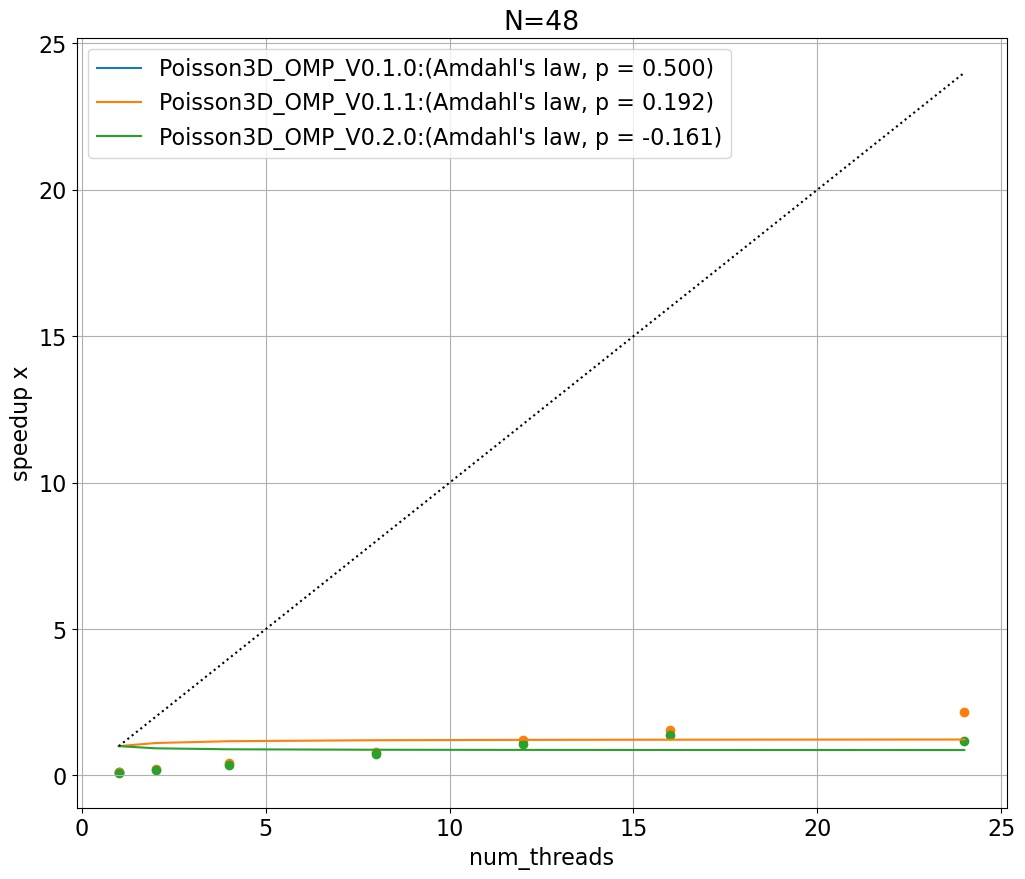 N=48
25
20
15
10
5
0
speedup x
Poisson3D_OMP_V0.1.0:(Amdahl's law, p = 0.500)
Poisson3D_OMP_V0.1.1:(Amdahl's law, p = 0.192)
Poisson3D_OMP_V0.2.0:(Amdahl's law, p = -0.161)
0 5 10 15 20 25
num_threads